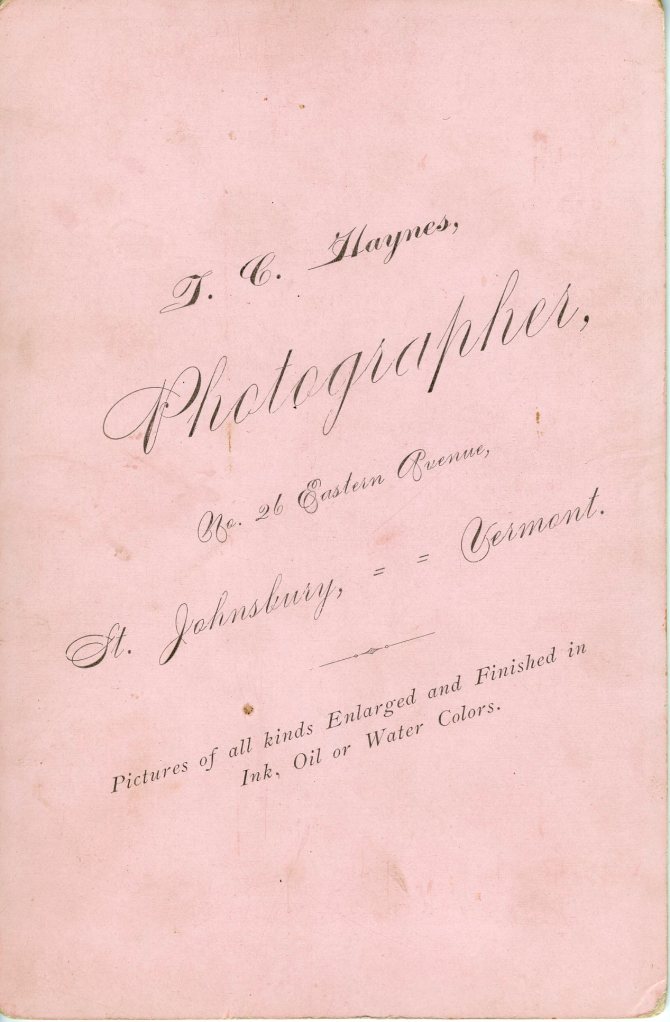 T. C. Haynes,
Photographer,
No. 26 Eastern Avenue,
St. Johnsbury, = = Vermont.
Pictures of all kinds Enlarged and Finished in
Ink, Oil or Water Colors.